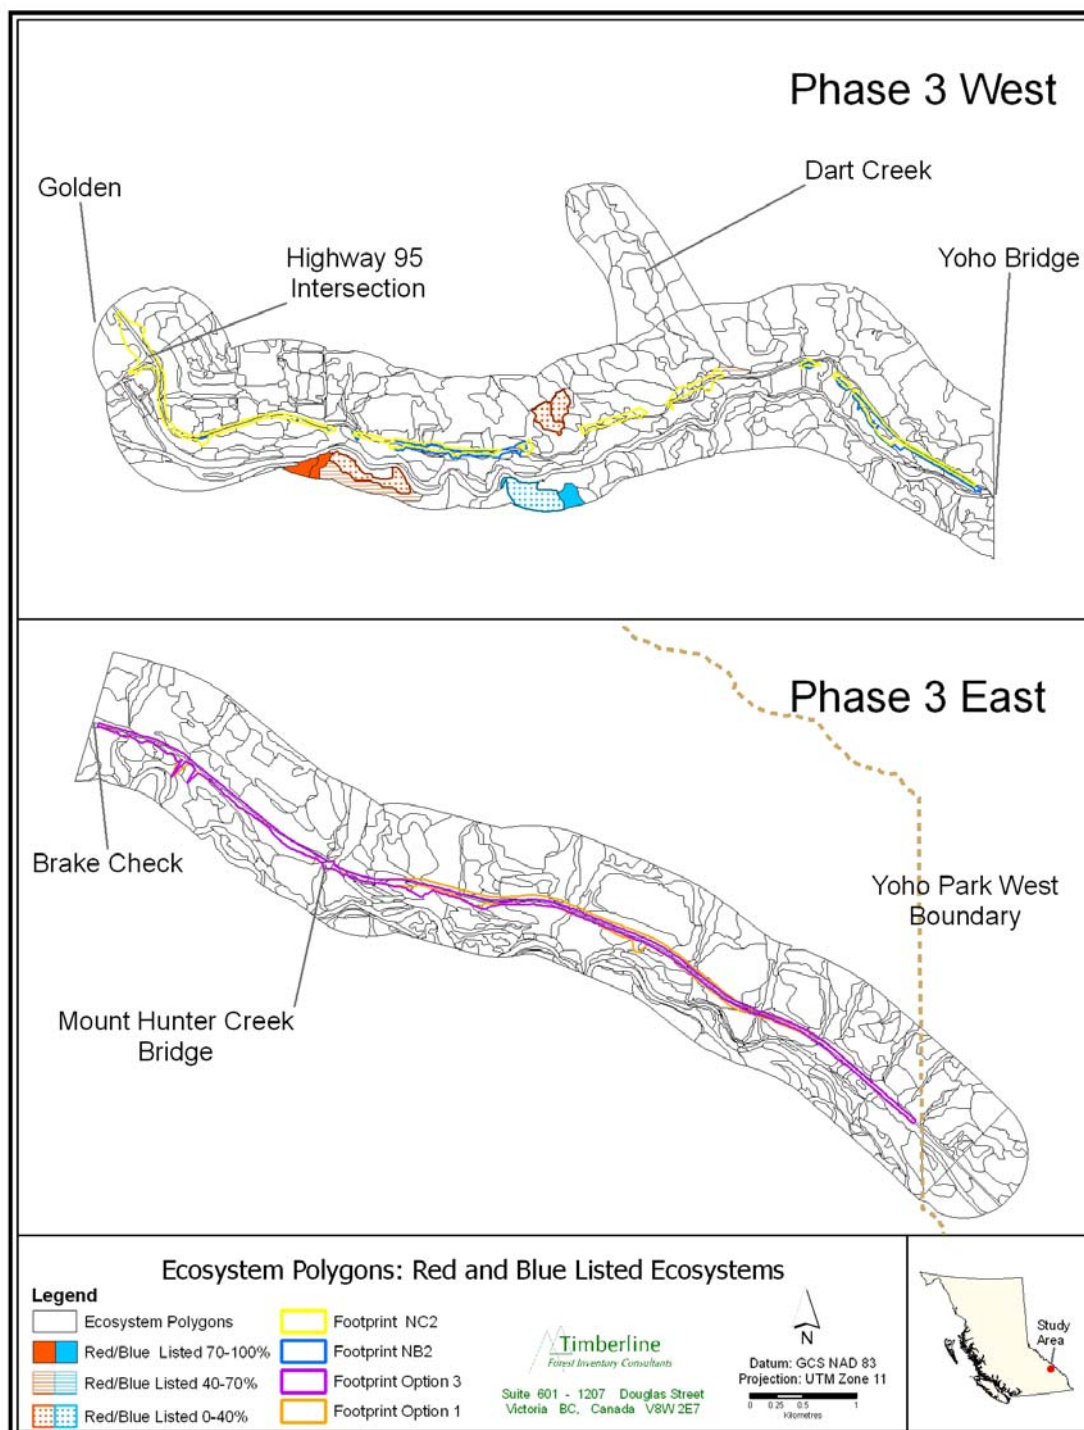 Phase 3 West
Golden
Dart Creek
Highway 95
Intersection
Yoho Bridge
Phase 3 East
Brake Check
Yoho Park West
Boundary
Mount Hunter Creek
Bridge
Ecosystem Polygons: Red and Blue Listed Ecosystems
Legend
Ecosystem Polygons
Red/Blue Listed 70-100%
Red/Blue Listed 40-70%
Red/Blue Listed 0-40%
Footprint NC2
Footprint NB2
Footprint Option 3
Footprint Option 1
Timberline
Forest Inventory Consultants
Suite 601 - 1207 Douglas Street
Victoria BC, Canada V8W 2E7
N
Datum: GCS NAD 83
Projection: UTM Zone 11
0 0.25 0.5 1
Kilometres
Study
Area